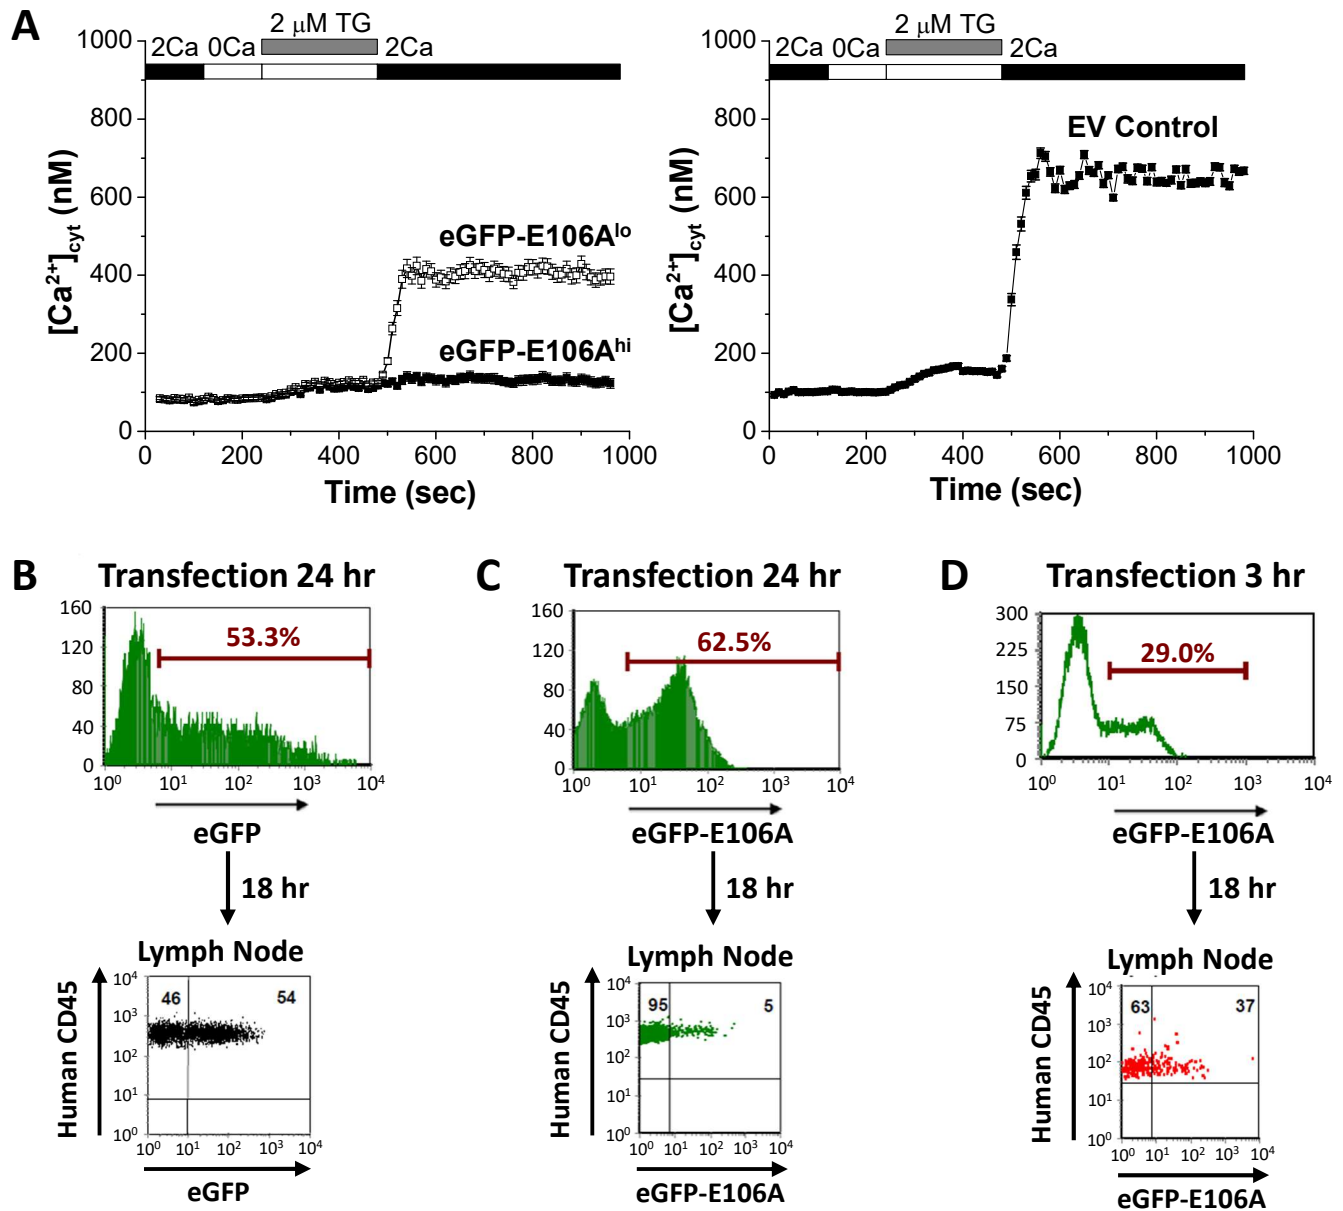 A
2 μM TG
2Ca 0Ca 2Ca
1000
800
600
400
200
0
[Ca²⁺]cyt (nM)
eGFP-E106Alo
eGFP-E106Ahi
0 200 400 600 800 1000
Time (sec)
2 μM TG
2Ca 0Ca 2Ca
1000
800
600
400
200
0
[Ca²⁺]cyt (nM)
EV Control
0 200 400 600 800 1000
Time (sec)
B
Transfection 24 hr
160
120
80
40
0
53.3%
10⁰ 10¹ 10² 10³ 10⁴
eGFP
18 hr
Lymph Node
Human CD45
10⁴
10³
10²
10¹
10⁰
46 54
10⁰ 10¹ 10² 10³ 10⁴
eGFP
C
Transfection 24 hr
160
120
80
40
0
62.5%
10⁰ 10¹ 10² 10³ 10⁴
eGFP-E106A
18 hr
Lymph Node
Human CD45
10⁴
10³
10²
10¹
10⁰
95 5
10⁰ 10¹ 10² 10³ 10⁴
eGFP-E106A
D
Transfection 3 hr
300
225
150
75
0
29.0%
10⁰ 10¹ 10² 10³ 10⁴
eGFP-E106A
18 hr
Lymph Node
Human CD45
10⁴
10³
10²
10¹
10⁰
63 37
10⁰ 10¹ 10² 10³ 10⁴
eGFP-E106A